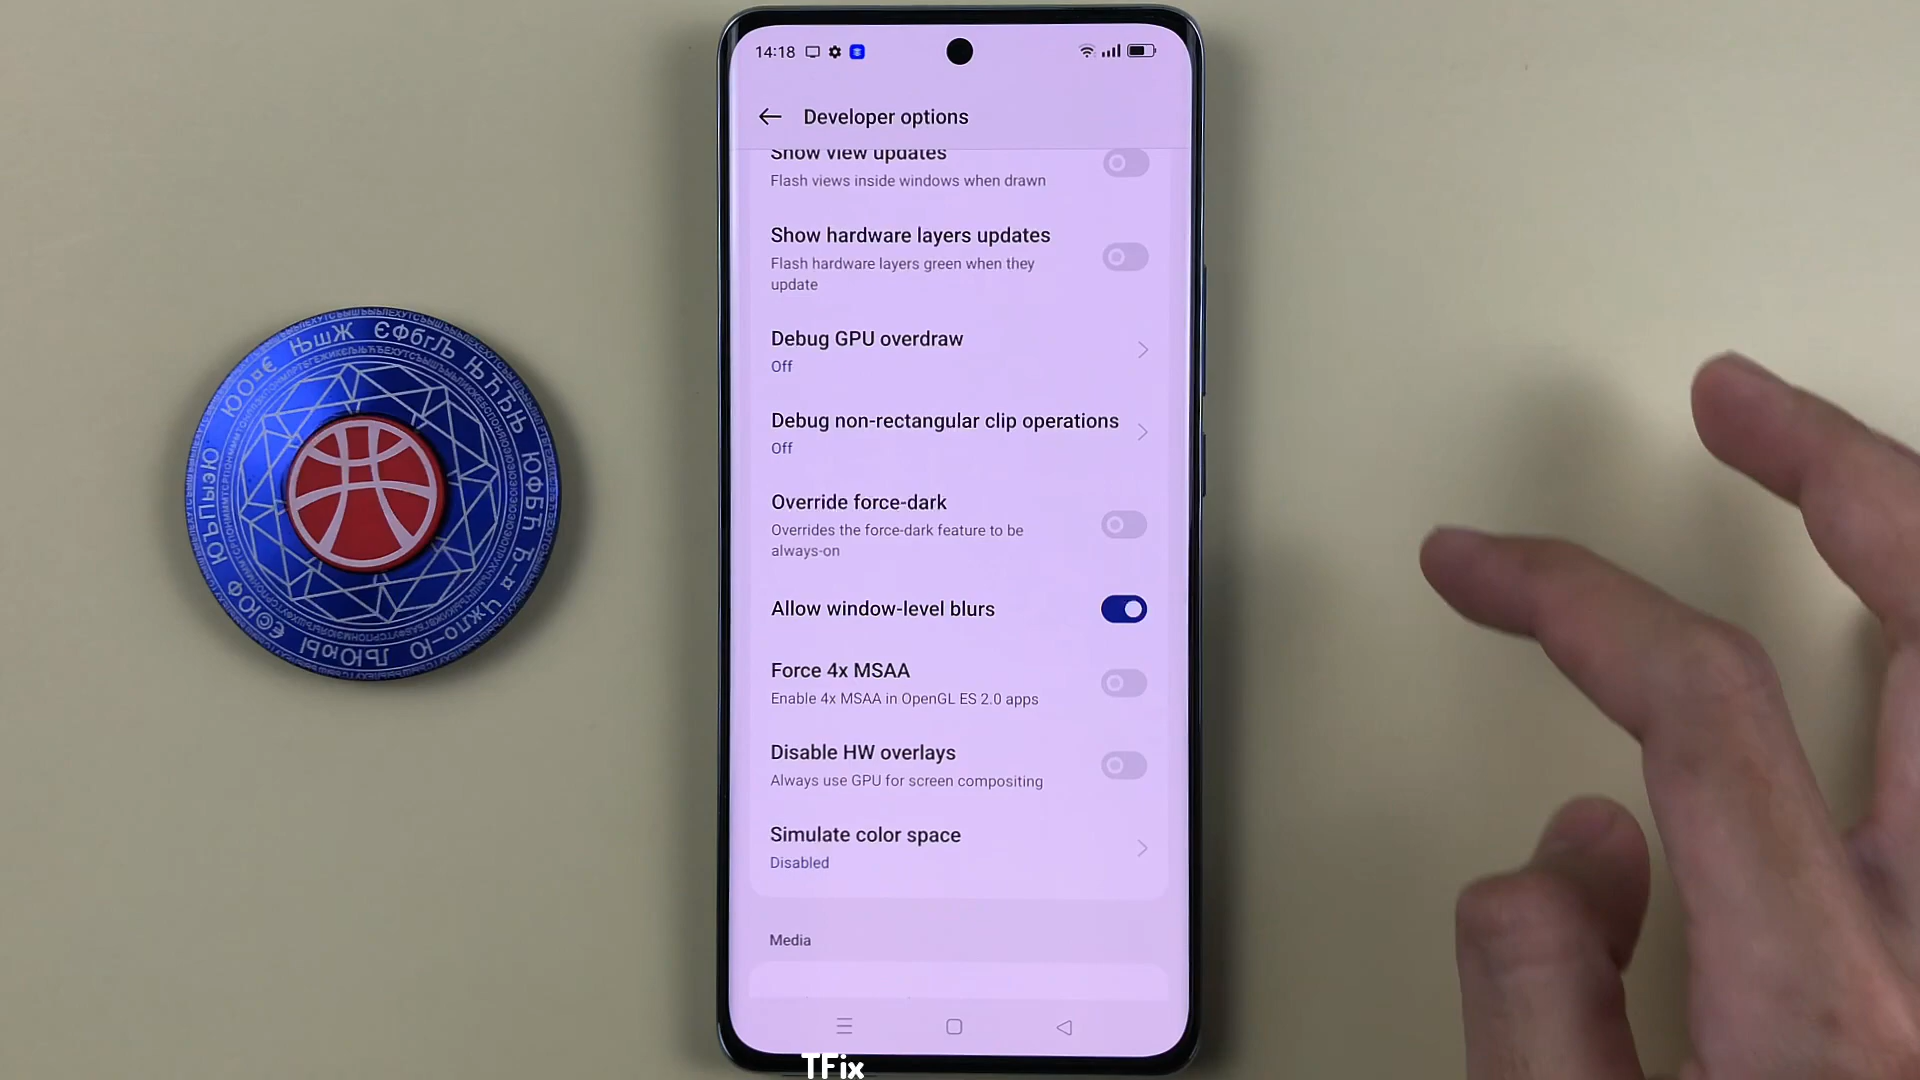 14:18
Developer options
Show view updates
Flash views inside windows when drawn
Show hardware layers updates
Flash hardware layers green when they
update
Debug GPU overdraw
Off
Debug non-rectangular clip operations
Off
Override force-dark
Overrides the force-dark feature to be
always-on
Allow window-level blurs
Force 4x MSAA
Enable 4x MSAA in OpenGL ES 2.0 apps
Disable HW overlays
Always use GPU for screen compositing
Simulate color space
Disabled
Media
TFix